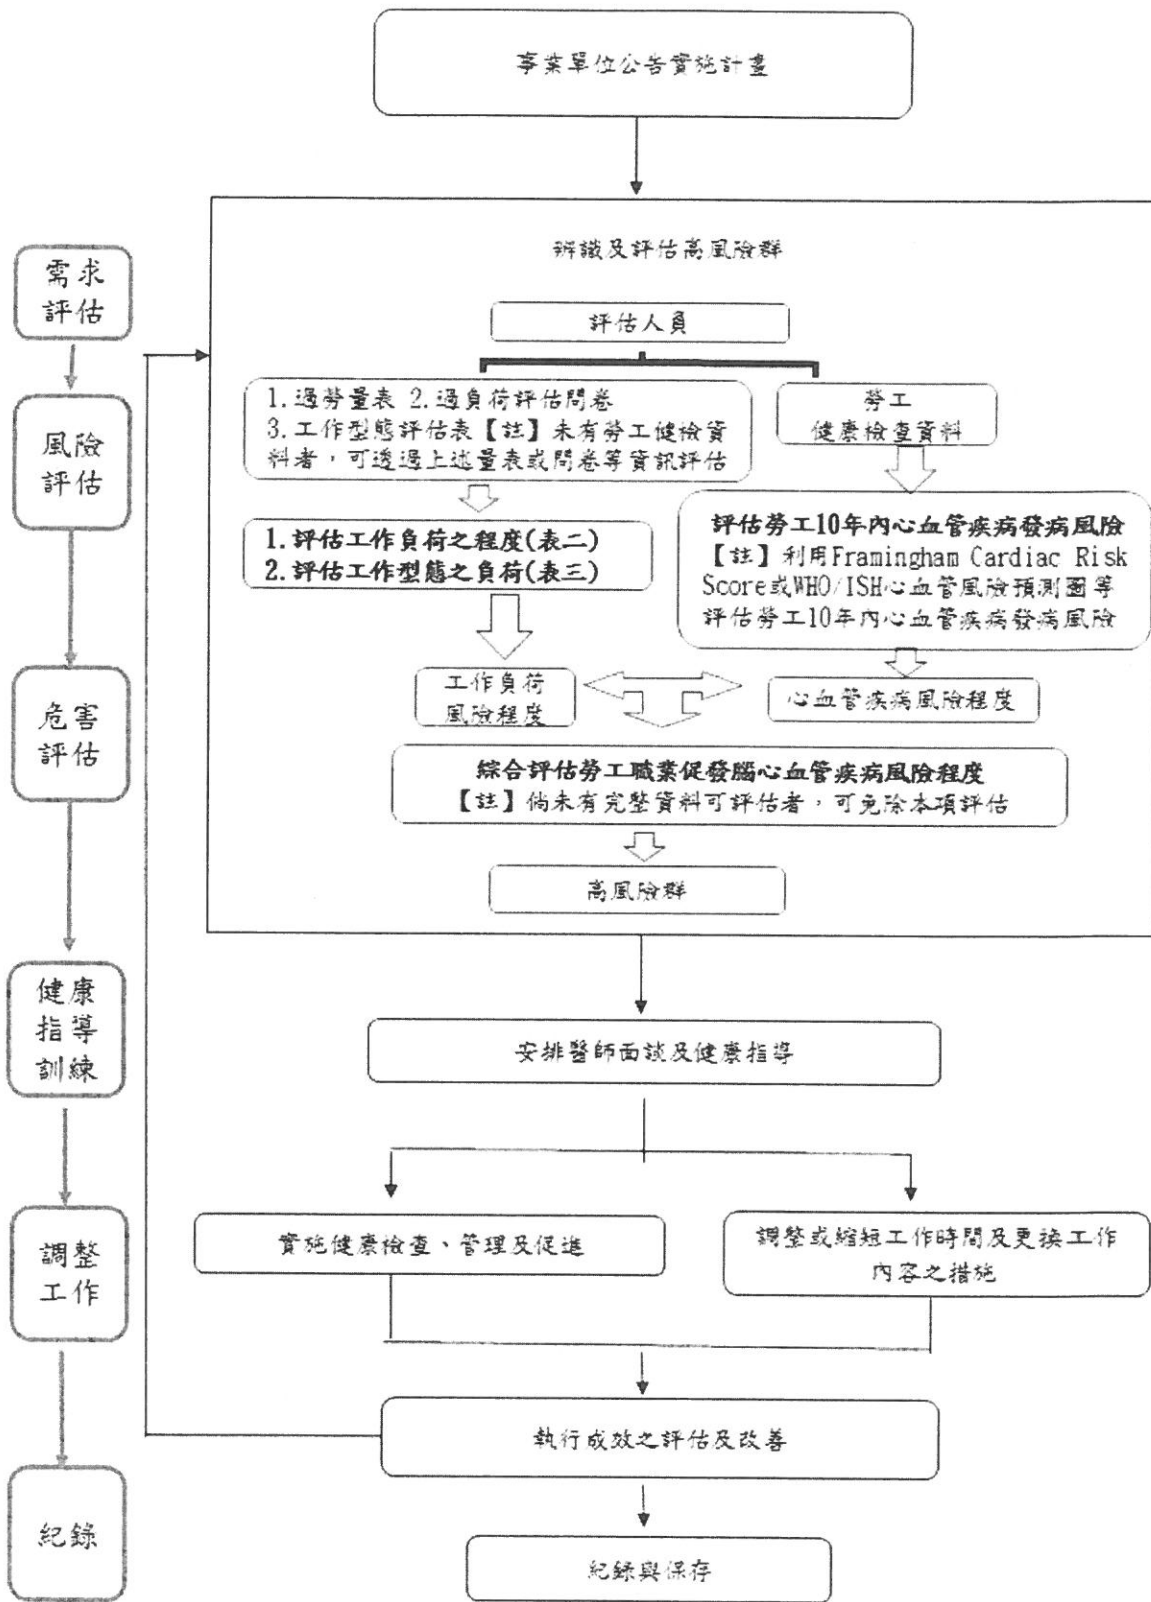 事業單位公告實施計畫
辨識及評估高風險群
評估人員
1.過勞量表 2.過負荷評估問卷
3.工作型態評估表【註】未有勞工健檢資
料者，可透過上述量表或問卷等資訊評估
勞工
健康檢查資料
1.評估工作負荷之程度(表二)
2.評估工作型態之負荷(表三)
評估勞工10年內心血管疾病發病風險
【註】利用Framingham Cardiac Risk
Score或WHO/ISH心血管風險預測圖等
評估勞工10年內心血管疾病發病風險
工作負荷
風險程度
心血管疾病風險程度
綜合評估勞工職業促發腦心血管疾病風險程度
【註】倘未有完整資料可評估者，可免除本項評估
高風險群
安排醫師面談及健康指導
實施健康檢查、管理及促進
調整或縮短工作時間及更換工作
內容之措施
執行成效之評估及改善
紀錄與保存
需求
評估
風險
評估
危害
評估
健康
指導
訓練
調整
工作
紀錄